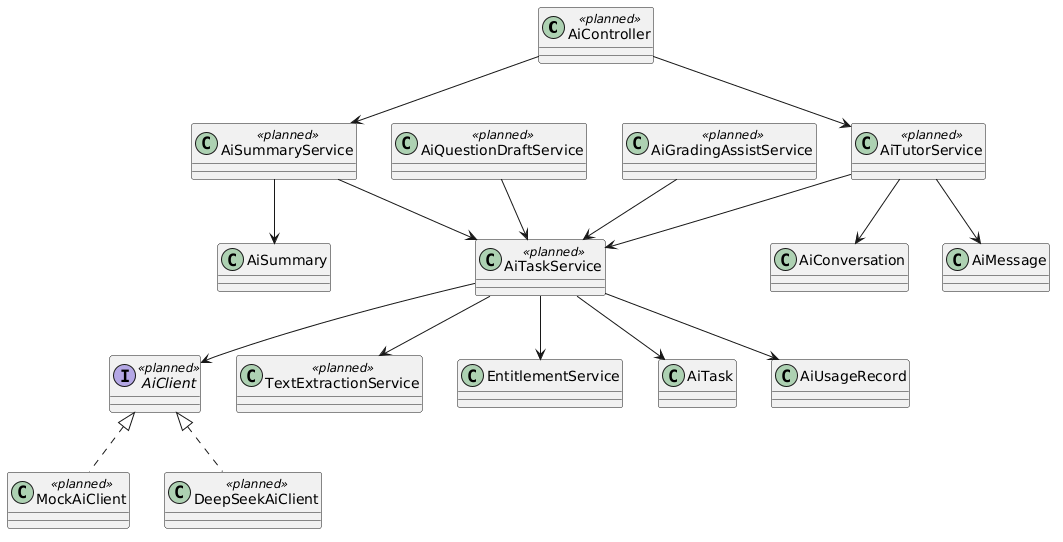 «planned»
C AiController
«planned»
C AiSummaryService
«planned»
C AiQuestionDraftService
«planned»
C AiGradingAssistService
«planned»
C AiTutorService
C AiSummary
«planned»
C AiTaskService
C AiConversation
C AiMessage
«planned»
I AiClient
«planned»
C TextExtractionService
C EntitlementService
C AiTask
C AiUsageRecord
«planned»
C MockAiClient
«planned»
C DeepSeekAiClient